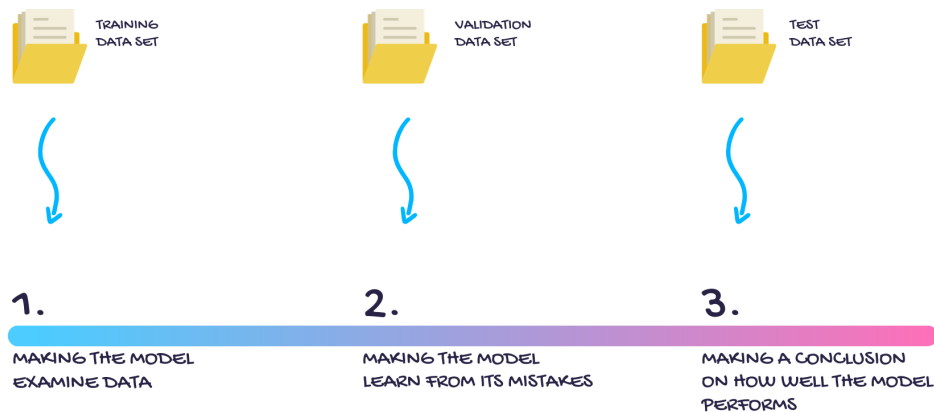 TRAINING
DATA SET
VALIDATION
DATA SET
TEST
DATA SET
1.
MAKING THE MODEL
EXAMINE DATA
2.
MAKING THE MODEL
LEARN FROM ITS MISTAKES
3.
MAKING A CONCLUSION
ON HOW WELL THE MODEL
PERFORMS